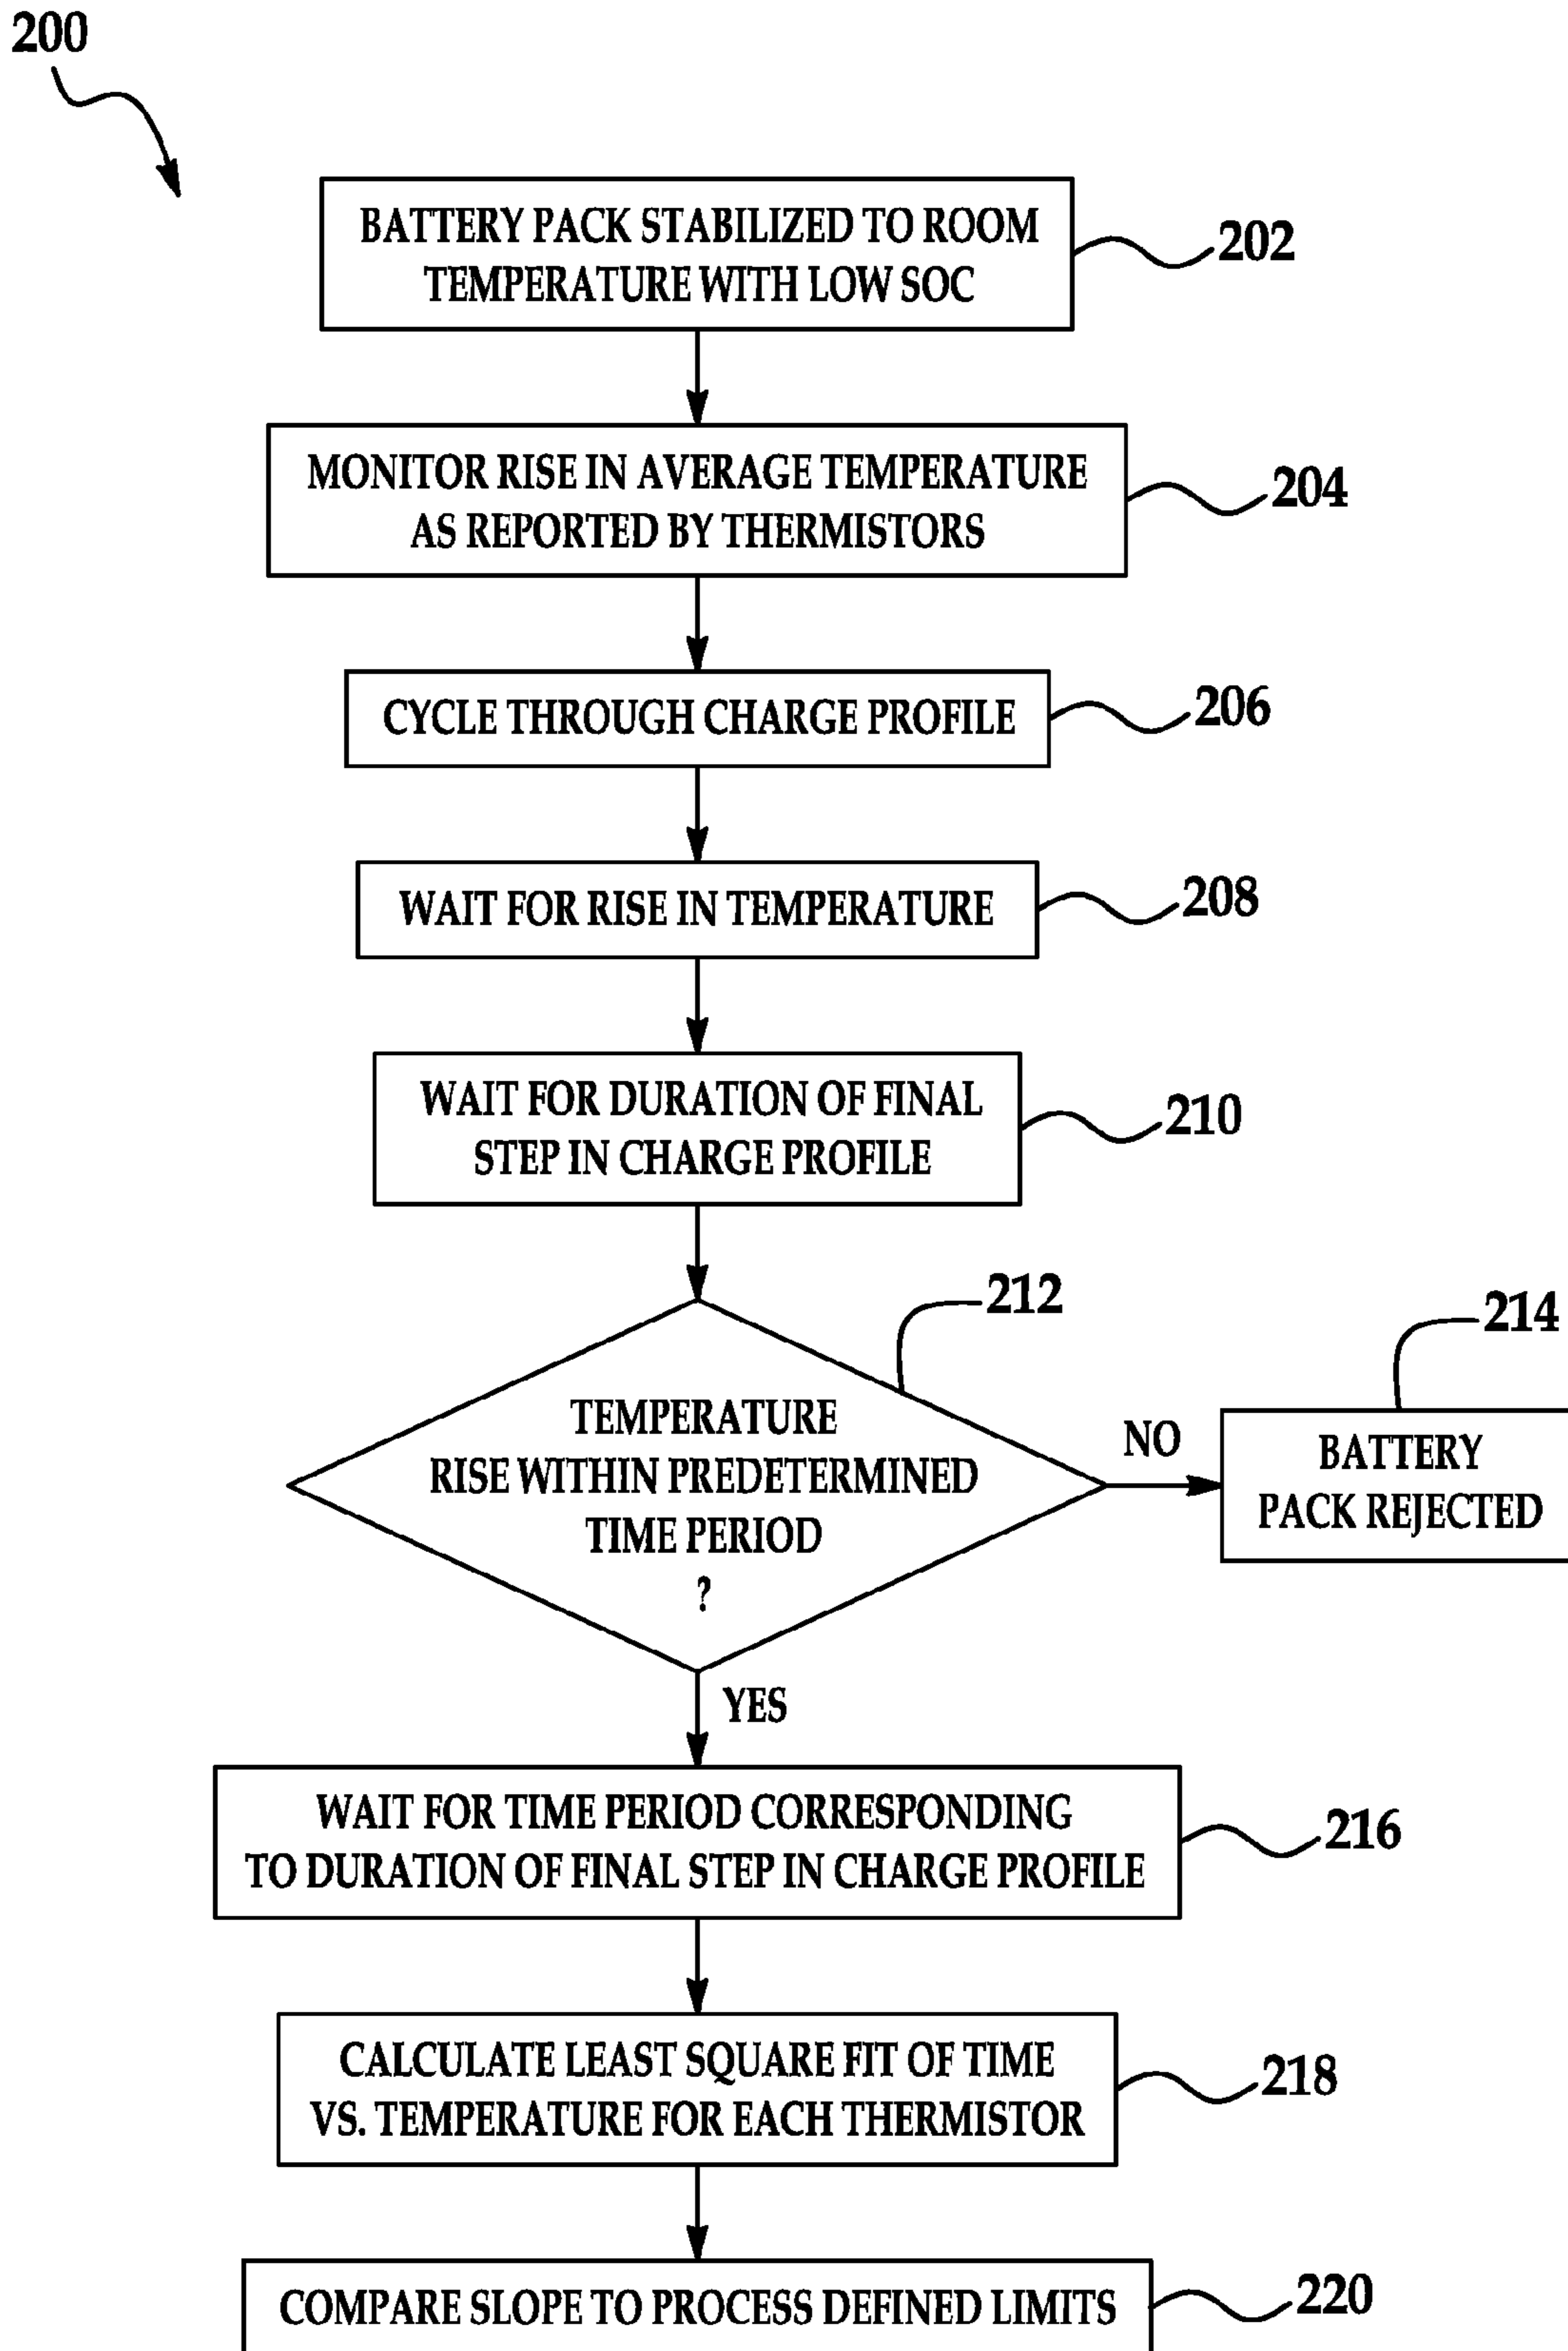 200
BATTERY PACK STABILIZED TO ROOM
TEMPERATURE WITH LOW SOC
202
MONITOR RISE IN AVERAGE TEMPERATURE
AS REPORTED BY THERMISTORS
204
CYCLE THROUGH CHARGE PROFILE
206
WAIT FOR RISE IN TEMPERATURE
208
WAIT FOR DURATION OF FINAL
STEP IN CHARGE PROFILE
210
212
TEMPERATURE
RISE WITHIN PREDETERMINED
TIME PERIOD
?
NO
214
BATTERY
PACK REJECTED
YES
WAIT FOR TIME PERIOD CORRESPONDING
TO DURATION OF FINAL STEP IN CHARGE PROFILE
216
CALCULATE LEAST SQUARE FIT OF TIME
VS. TEMPERATURE FOR EACH THERMISTOR
218
COMPARE SLOPE TO PROCESS DEFINED LIMITS
220